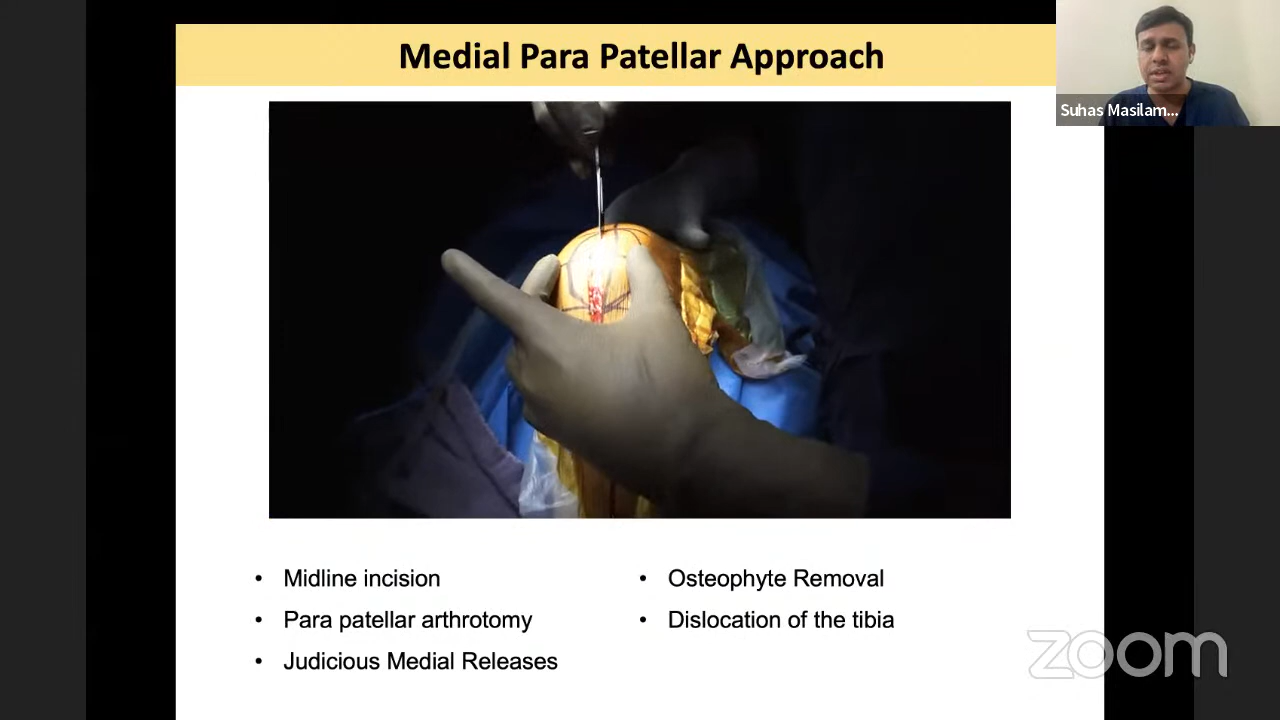 Medial Para Patellar Approach
Suhas Masilam...
• Midline incision
• Para patellar arthrotomy
• Judicious Medial Releases
• Osteophyte Removal
• Dislocation of the tibia
zoom